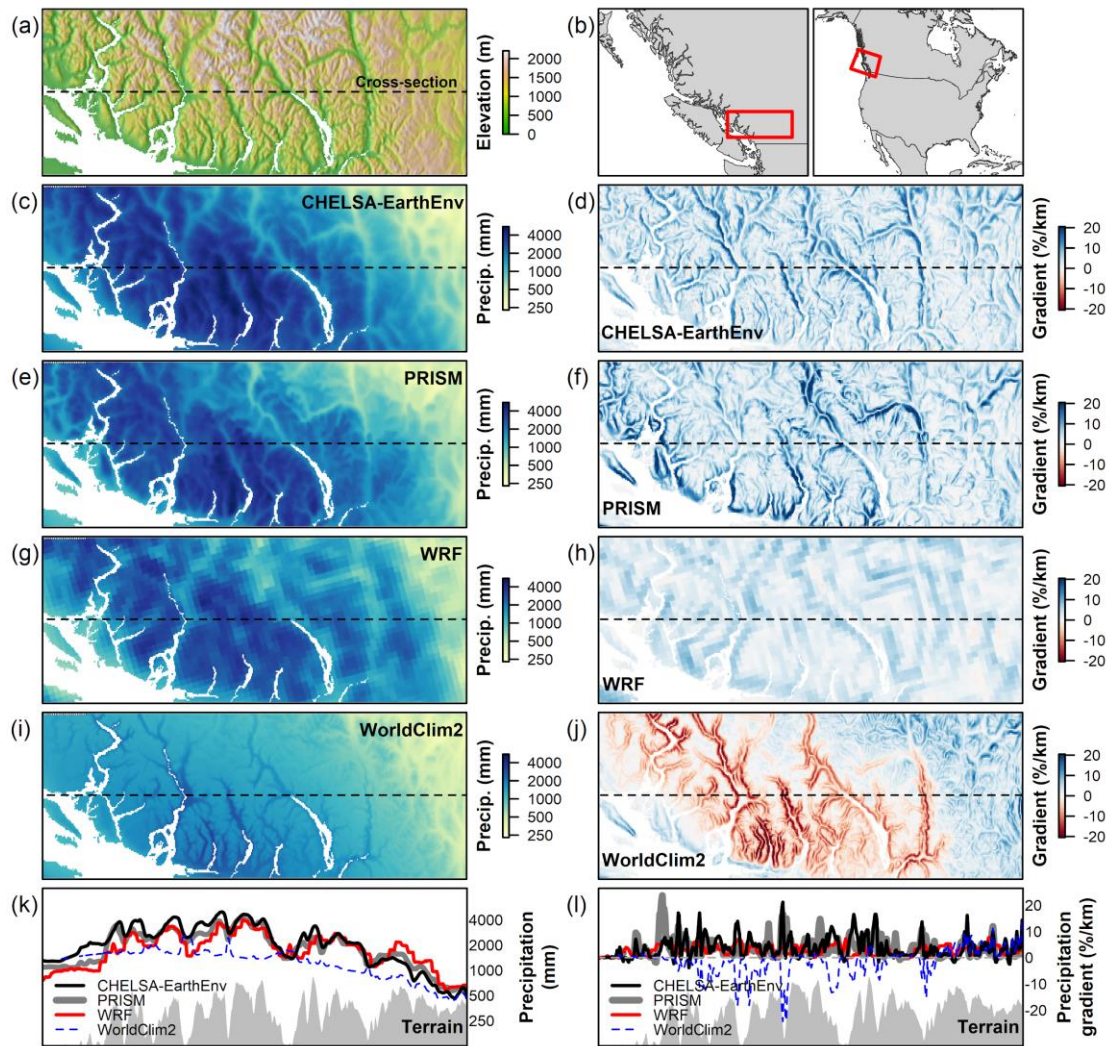 (a)
Cross-section
Elevation (m)
2000
1500
1000
500
0
(b)
(c)
CHELSA-EarthEnv
Precip. (mm)
4000
2000
1000
500
250
(d)
CHELSA-EarthEnv
Gradient (%/km)
20
10
0
-10
-20
(e)
PRISM
Precip. (mm)
4000
2000
1000
500
250
(f)
PRISM
Gradient (%/km)
20
10
0
-10
-20
(g)
WRF
Precip. (mm)
4000
2000
1000
500
250
(h)
WRF
Gradient (%/km)
20
10
0
-10
-20
(i)
WorldClim2
Precip. (mm)
4000
2000
1000
500
250
(j)
WorldClim2
Gradient (%/km)
20
10
0
-10
-20
(k)
CHELSA-EarthEnv
PRISM
WRF
WorldClim2
Terrain
4000
2000
1000
500
250
Precipitation
(mm)
(l)
CHELSA-EarthEnv
PRISM
WRF
WorldClim2
Terrain
20
10
0
-10
-20
Precipitation
gradient (%/km)